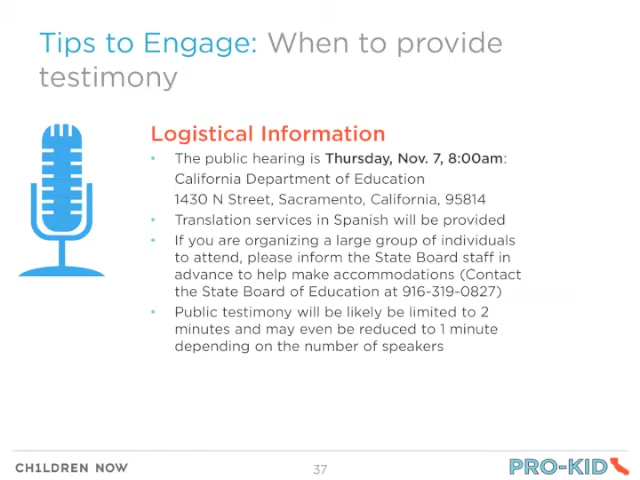 Tips to Engage: When to provide
testimony
Logistical Information
• The public hearing is Thursday, Nov. 7, 8:00am:
California Department of Education
1430 N Street, Sacramento, California, 95814
• Translation services in Spanish will be provided
• If you are organizing a large group of individuals
to attend, please inform the State Board staff in
advance to help make accommodations (Contact
the State Board of Education at 916-319-0827)
• Public testimony will be likely be limited to 2
minutes and may even be reduced to 1 minute
depending on the number of speakers
CH1LDREN NOW
37
PRO-KID